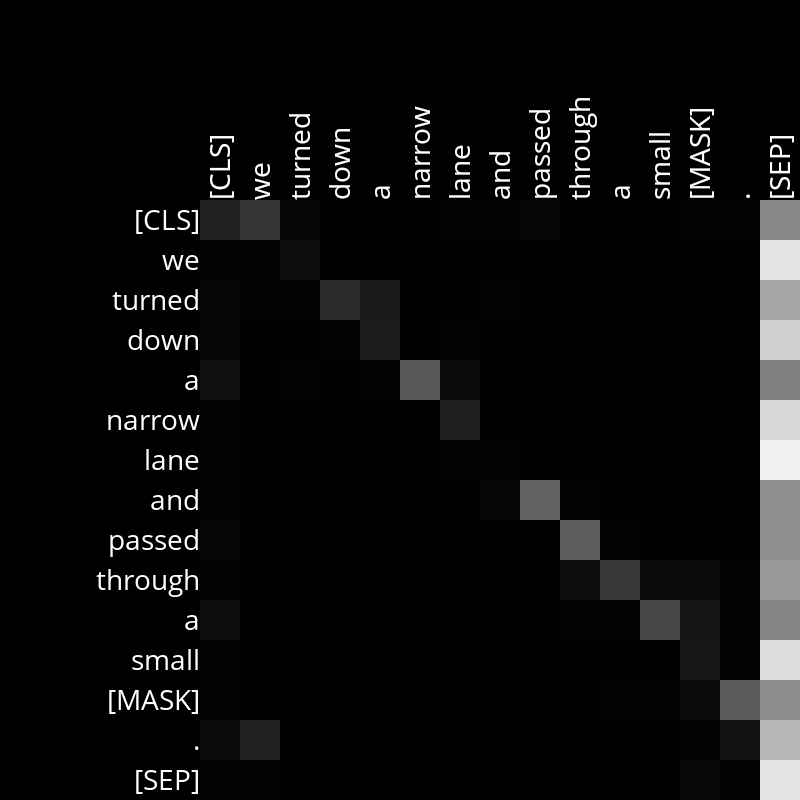 [CLS] we turned down a narrow lane and passed through a small [MASK] . [SEP]
[CLS]
we
turned
down
a
narrow
lane
and
passed
through
a
small
[MASK]
.
[SEP]